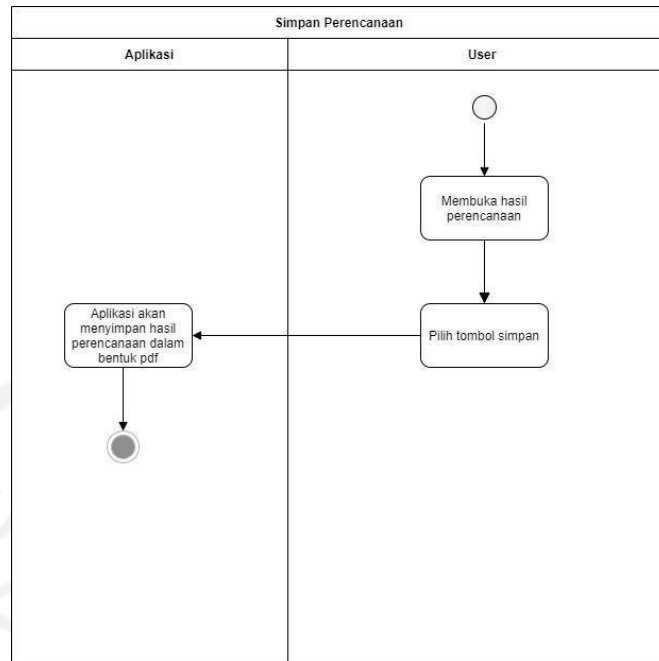 Simpan Perencanaan
Aplikasi
User
Membuka hasil
perencanaan
Aplikasi akan
menyimpan hasil
perencanaan dalam
bentuk pdf
Pilih tombol simpan